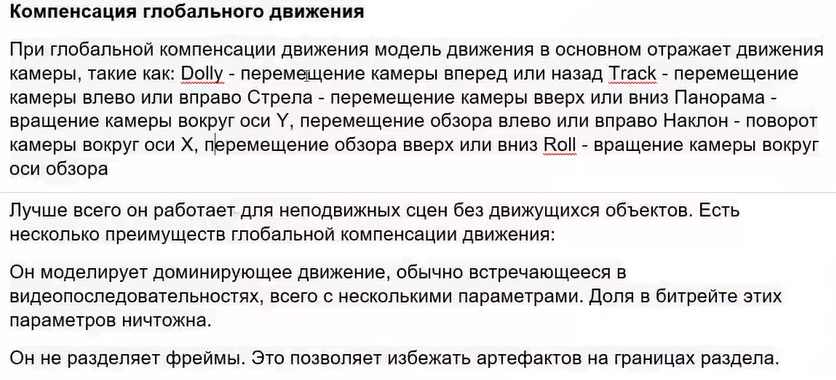 Компенсация глобального движения
При глобальной компенсации движения модель движения в основном отражает движения
камеры, такие как: Dolly - перемещение камеры вперед или назад Track - перемещение
камеры влево или вправо Стрела - перемещение камеры вверх или вниз Панорама -
вращение камеры вокруг оси Y, перемещение обзора влево или вправо Наклон - поворот
камеры вокруг оси X, перемещение обзора вверх или вниз Roll - вращение камеры вокруг
оси обзора
Лучше всего он работает для неподвижных сцен без движущихся объектов. Есть
несколько преимуществ глобальной компенсации движения:
Он моделирует доминирующее движение, обычно встречающееся в
видеопоследовательностях, всего с несколькими параметрами. Доля в битрейте этих
параметров ничтожна.
Он не разделяет фреймы. Это позволяет избежать артефактов на границах раздела.